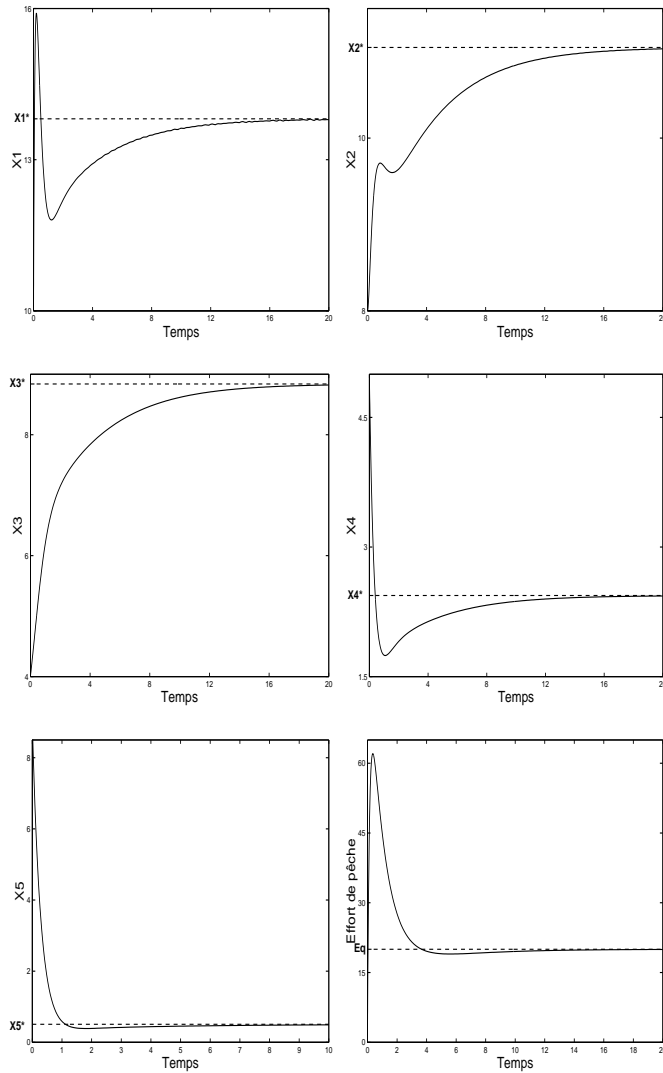 16
X1*
13
X1
10
0 4 8 12 16 20
Temps
X2*
10
X2
8
0 4 8 12 16 20
Temps
X3*
8
X3
6
4
0 4 8 12 16 20
Temps
4.5
X4
3
X4*
1.5
0 4 8 12 16 20
Temps
8
6
X5
4
2
X5*
0
0 1 2 3 4 5 6 7 8 9 10
Temps
60
45
Effort de pêche
30
Eq
15
0
0 2 4 6 8 10 12 14 16 18 20
Temps